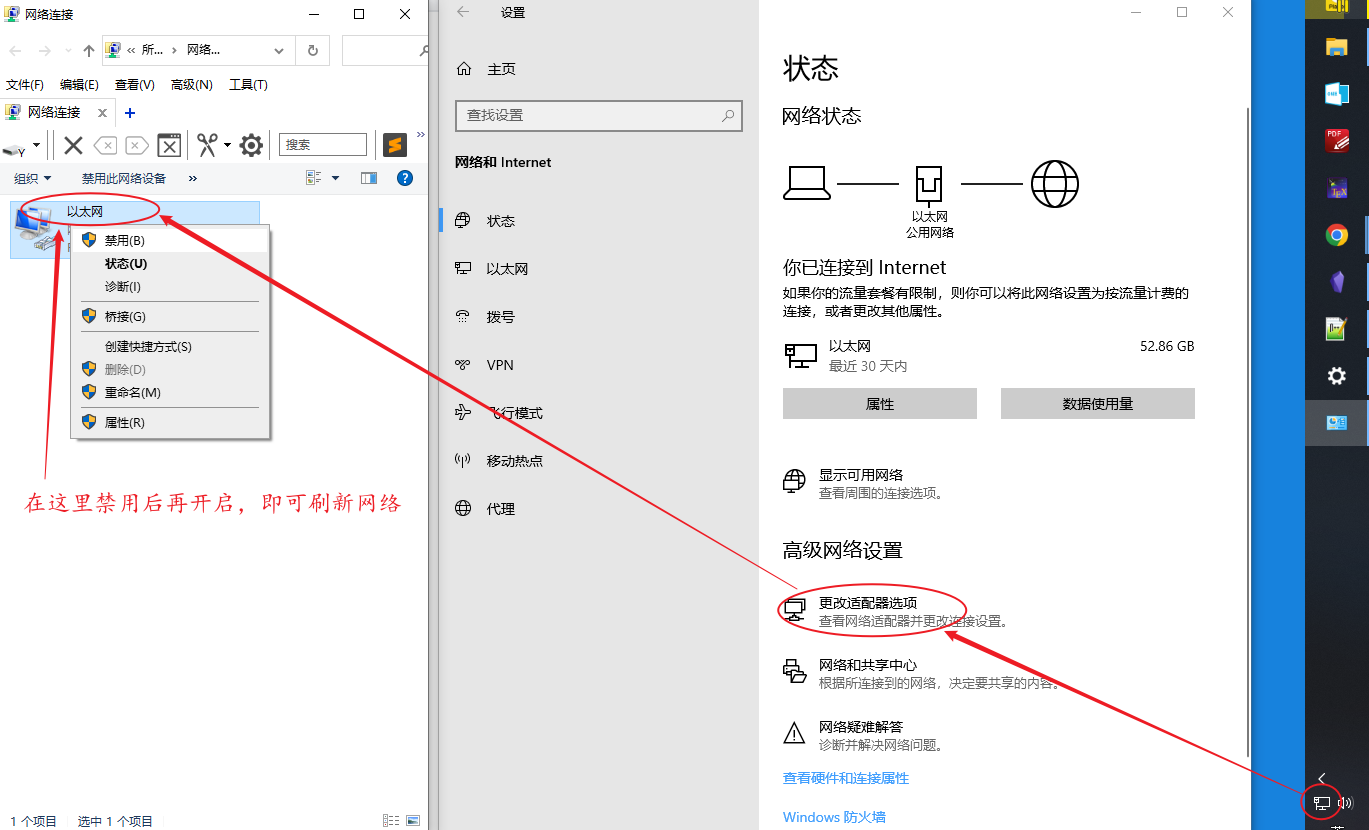 网络连接
« 所... › 网络...
文件(F) 编辑(E) 查看(V) 高级(N) 工具(T)
网络连接
搜索
»
组织 禁用此网络设备 »
以太网
禁用(B)
状态(U)
诊断(I)
桥接(G)
创建快捷方式(S)
删除(D)
重命名(M)
属性(R)
在这里禁用后再开启，即可刷新网络
1 个项目 选中 1 个项目
设置
主页
查找设置
网络和 Internet
状态
以太网
拨号
VPN
飞行模式
移动热点
代理
状态
网络状态
以太网
公用网络
你已连接到 Internet
如果你的流量套餐有限制，则你可以将此网络设置为按流量计费的
连接，或者更改其他属性。
以太网 52.86 GB
最近 30 天内
属性 数据使用量
显示可用网络
查看周围的连接选项。
高级网络设置
更改适配器选项
查看网络适配器并更改连接设置。
网络和共享中心
根据所连接到的网络，决定要共享的内容。
网络疑难解答
诊断并解决网络问题。
查看硬件和连接属性
Windows 防火墙
PDF